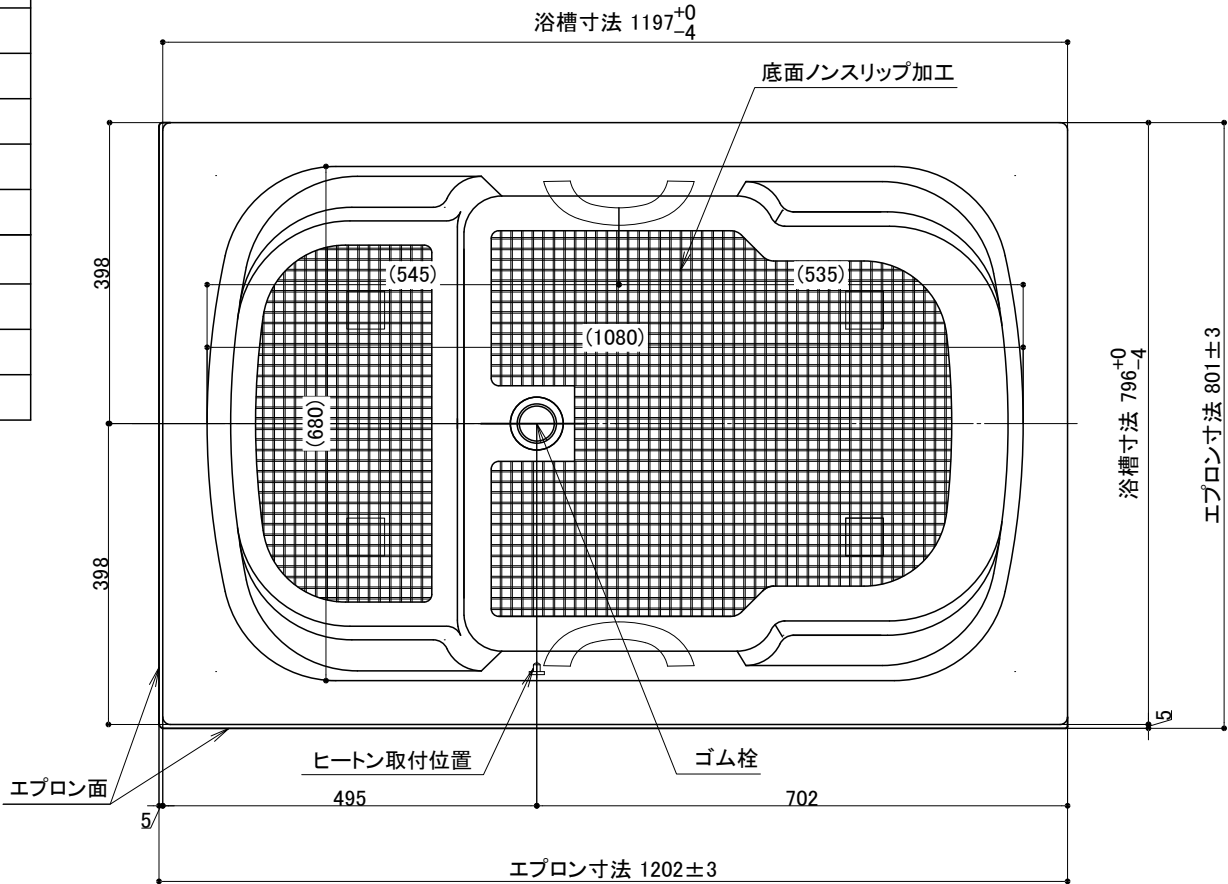 浴槽寸法 1197+0-4
底面ノンスリップ加工
398
(545)
(535)
(1080)
(680)
398
浴槽寸法 796+0-4
エプロン寸法 801±3
5
ヒートン取付位置
ゴム栓
エプロン面
495
702
5
エプロン寸法 1202±3